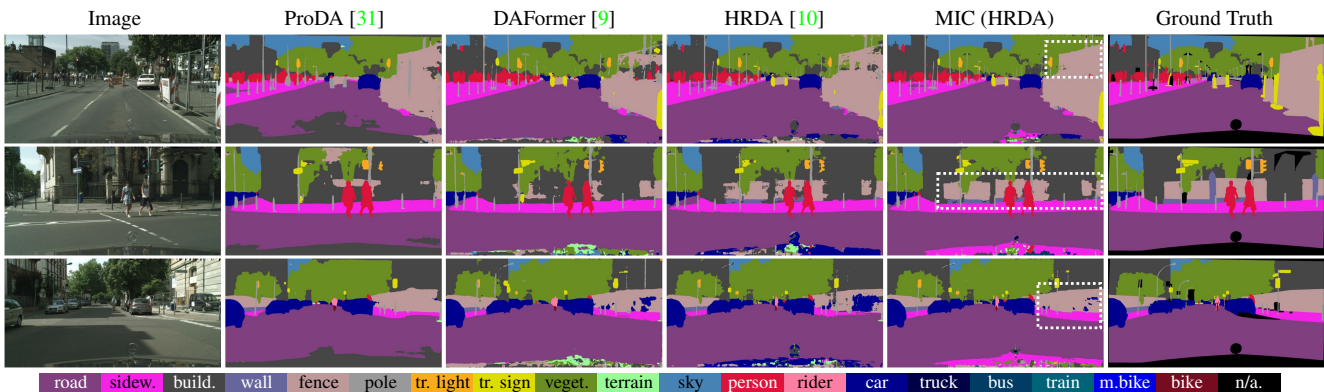 Image ProDA [31] DAFormer [9] HRDA [10] MIC (HRDA) Ground Truth
road sidew. build. wall fence pole tr. light tr. sign veget. terrain sky person rider car truck bus train m.bike bike n/a.